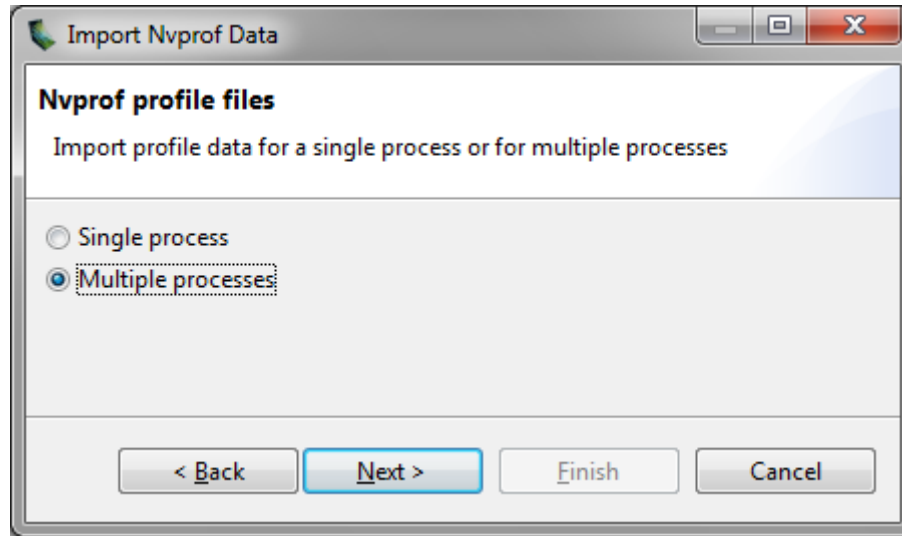 Import Nvprof Data
Nvprof profile files
Import profile data for a single process or for multiple processes
Single process
Multiple processes
< Back Next > Finish Cancel